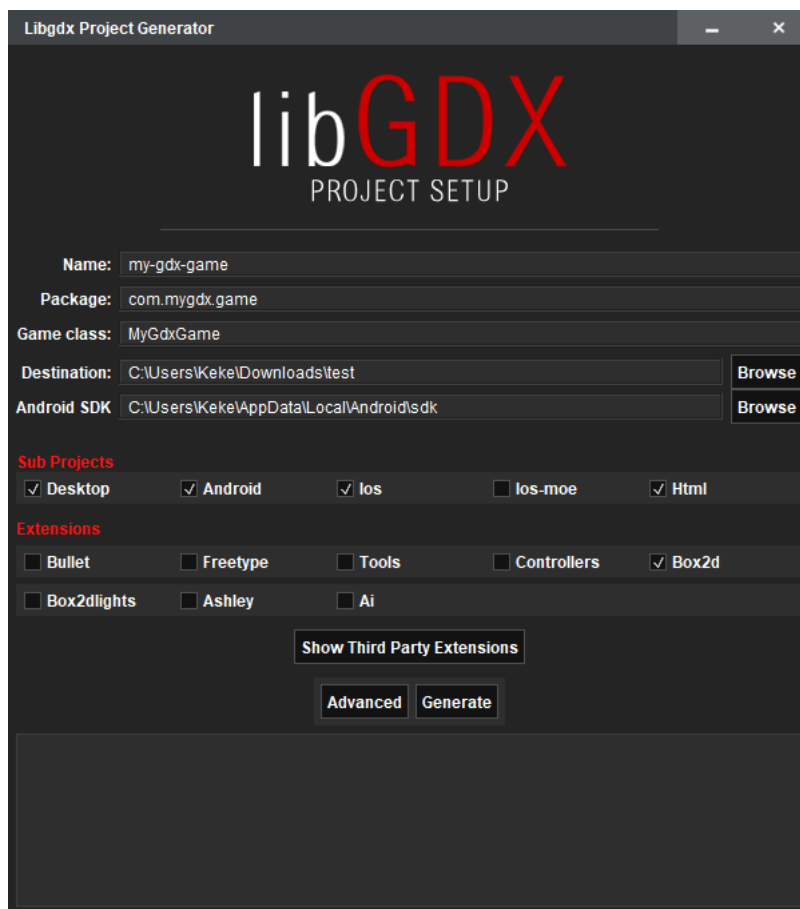 Libgdx Project Generator
libGDX
PROJECT SETUP
Name: my-gdx-game
Package: com.mygdx.game
Game class: MyGdxGame
Destination: C:\Users\Keke\Downloads\test Browse
Android SDK C:\Users\Keke\AppData\Local\Android\sdk Browse
Sub Projects
Desktop Android Ios Ios-moe Html
Extensions
Bullet Freetype Tools Controllers Box2d
Box2dlights Ashley Ai
Show Third Party Extensions
Advanced Generate